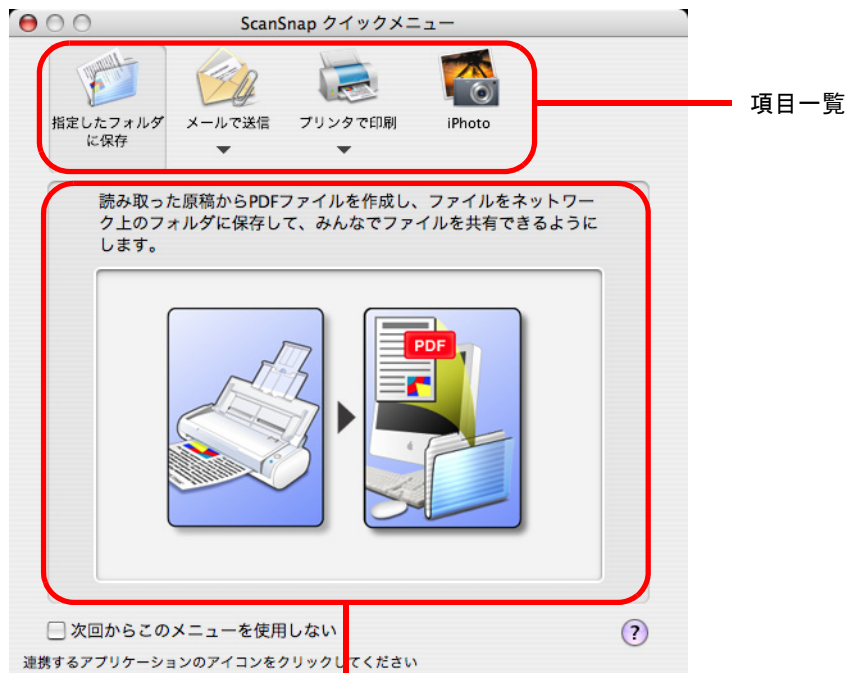 ScanSnap クイックメニュー
指定したフォルダ
に保存
メールで送信
プリンタで印刷
iPhoto
項目一覧
読み取った原稿からPDFファイルを作成し、ファイルをネットワー
ク上のフォルダに保存して、みんなでファイルを共有できるように
します。
PDF
次回からこのメニューを使用しない
?
連携するアプリケーションのアイコンをクリックしてください